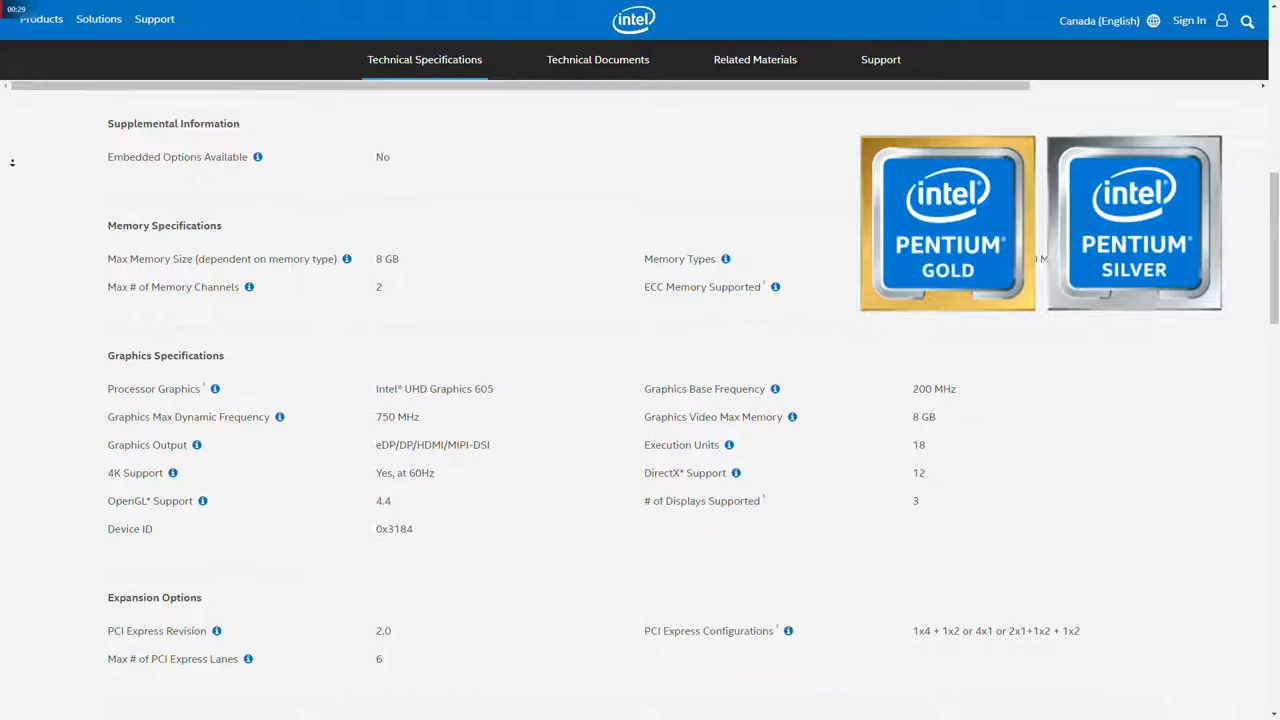 00:29
Products Solutions Support
intel
Canada (English) Sign In
Technical Specifications Technical Documents Related Materials Support
Supplemental Information
Embedded Options Available No
intel
PENTIUM®
GOLD
intel
PENTIUM®
SILVER
Memory Specifications
Max Memory Size (dependent on memory type) 8 GB Memory Types
Max # of Memory Channels 2 ECC Memory Supported ‡
Graphics Specifications
Processor Graphics ‡ Intel® UHD Graphics 605 Graphics Base Frequency 200 MHz
Graphics Max Dynamic Frequency 750 MHz Graphics Video Max Memory 8 GB
Graphics Output eDP/DP/HDMI/MIPI-DSI Execution Units 18
4K Support Yes, at 60Hz DirectX* Support 12
OpenGL* Support 4.4 # of Displays Supported ‡ 3
Device ID 0x3184
Expansion Options
PCI Express Revision 2.0 PCI Express Configurations ‡ 1x4 + 1x2 or 4x1 or 2x1+1x2 + 1x2
Max # of PCI Express Lanes 6